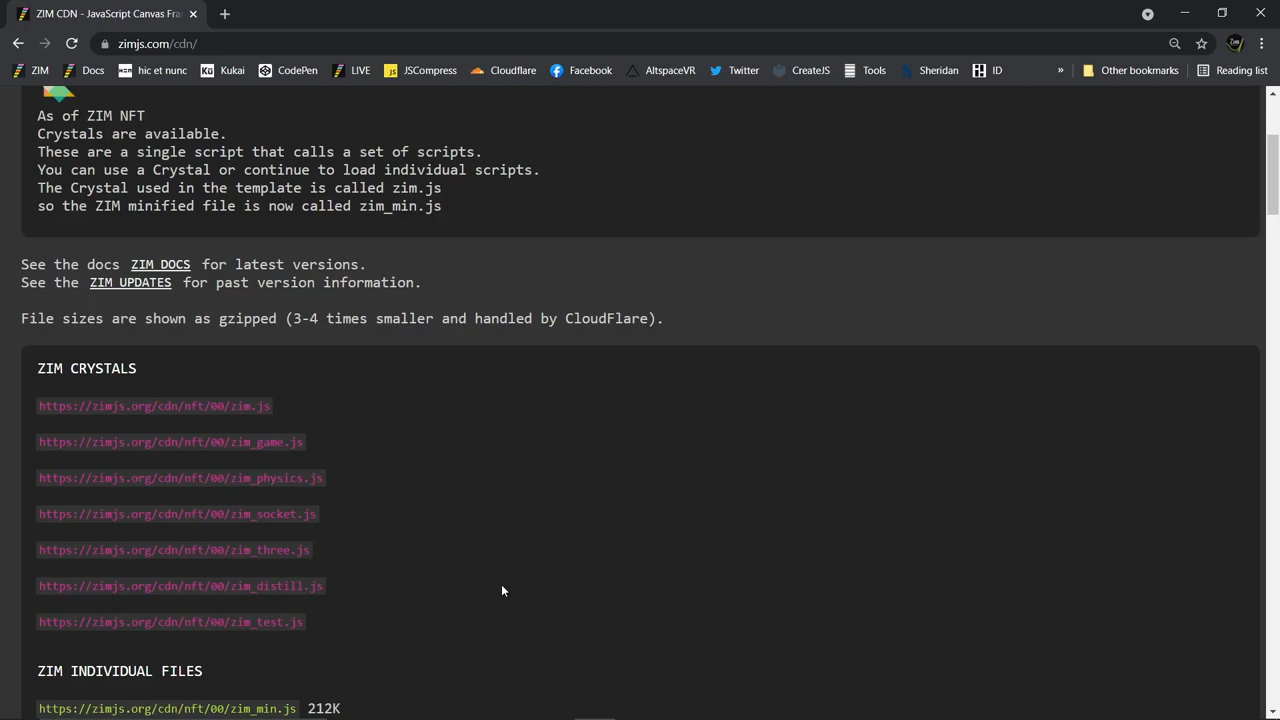 ZIM CDN - JavaScript Canvas Fra
zimjs.com/cdn/
ZIM Docs hic et nunc Kukai CodePen LIVE JSCompress Cloudflare Facebook AltspaceVR Twitter CreateJS Tools Sheridan ID » Other bookmarks Reading list
As of ZIM NFT
Crystals are available.
These are a single script that calls a set of scripts.
You can use a Crystal or continue to load individual scripts.
The Crystal used in the template is called zim.js
so the ZIM minified file is now called zim_min.js
See the docs ZIM DOCS for latest versions.
See the ZIM UPDATES for past version information.
File sizes are shown as gzipped (3-4 times smaller and handled by CloudFlare).
ZIM CRYSTALS
https://zimjs.org/cdn/nft/00/zim.js
https://zimjs.org/cdn/nft/00/zim_game.js
https://zimjs.org/cdn/nft/00/zim_physics.js
https://zimjs.org/cdn/nft/00/zim_socket.js
https://zimjs.org/cdn/nft/00/zim_three.js
https://zimjs.org/cdn/nft/00/zim_distill.js
https://zimjs.org/cdn/nft/00/zim_test.js
ZIM INDIVIDUAL FILES
https://zimjs.org/cdn/nft/00/zim_min.js 212K